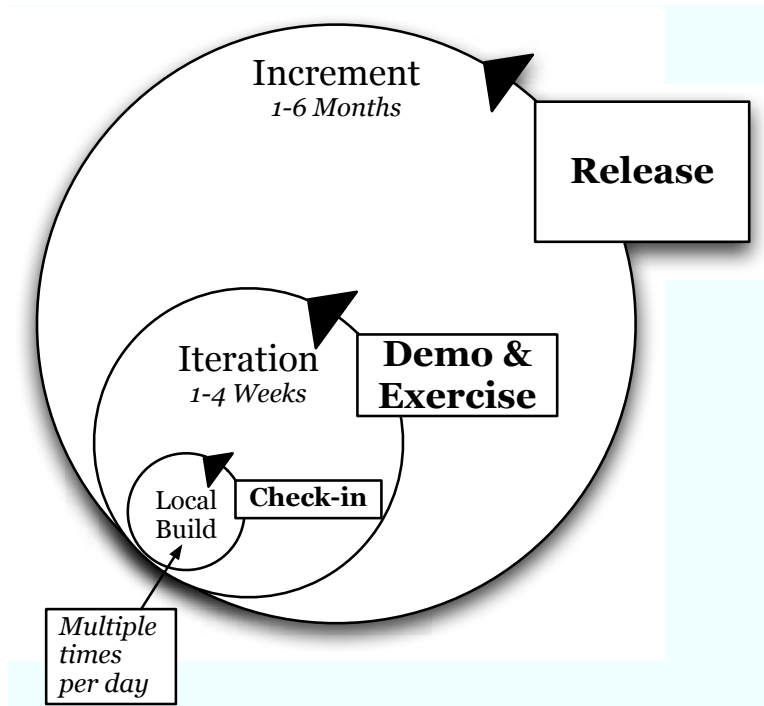 Increment
1-6 Months
Release
Iteration
1-4 Weeks
Demo &
Exercise
Local
Build
Check-in
Multiple
times
per day